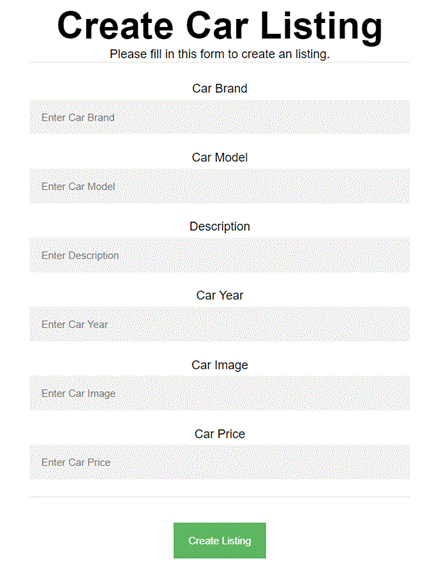 Create Car Listing
Please fill in this form to create an listing.
Car Brand
Enter Car Brand
Car Model
Enter Car Model
Description
Enter Description
Car Year
Enter Car Year
Car Image
Enter Car Image
Car Price
Enter Car Price
Create Listing